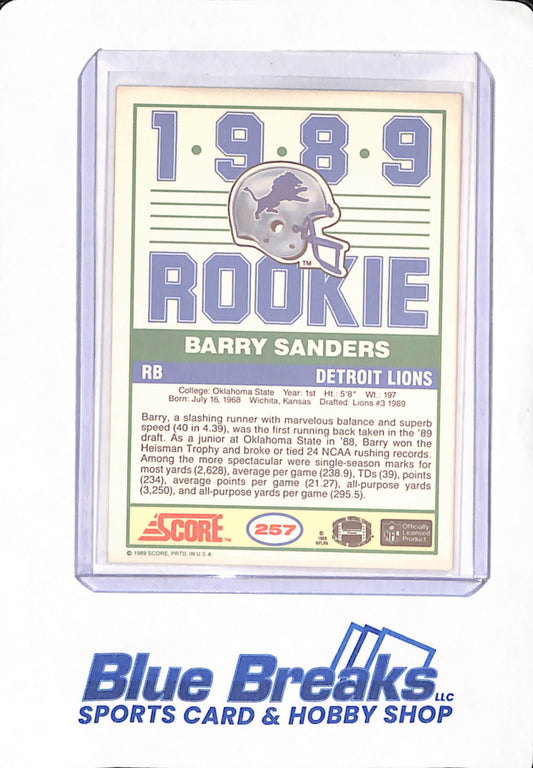 1•9•8•9
TM
ROOKIE
BARRY SANDERS
RB DETROIT LIONS
College: Oklahoma State Year: 1st Ht.: 5'8" Wt.: 197
Born: July 16, 1968 Wichita, Kansas Drafted: Lions #3 1989
Barry, a slashing runner with marvelous balance and superb
speed (40 in 4.39), was the first running back taken in the '89
draft. As a junior at Oklahoma State in '88, Barry won the
Heisman Trophy and broke or tied 24 NCAA rushing records.
Among the more spectacular were single-season marks for
most yards (2,628), average per game (238.9), TDs (39), points
(234), average points per game (21.27), all-purpose yards
(3,250), and all-purpose yards per game (295.5).
SCORE TM 257 © 1989 NFLPA NFL Officially Licensed Product
© 1989 SCORE, PRTD. IN U.S.A.
Blue Breaks LLC
SPORTS CARD & HOBBY SHOP